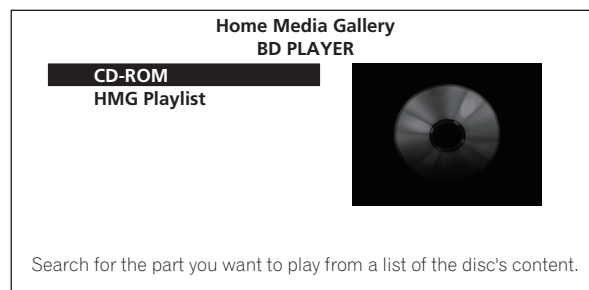 Home Media Gallery
BD PLAYER
CD-ROM
HMG Playlist
Search for the part you want to play from a list of the disc's content.